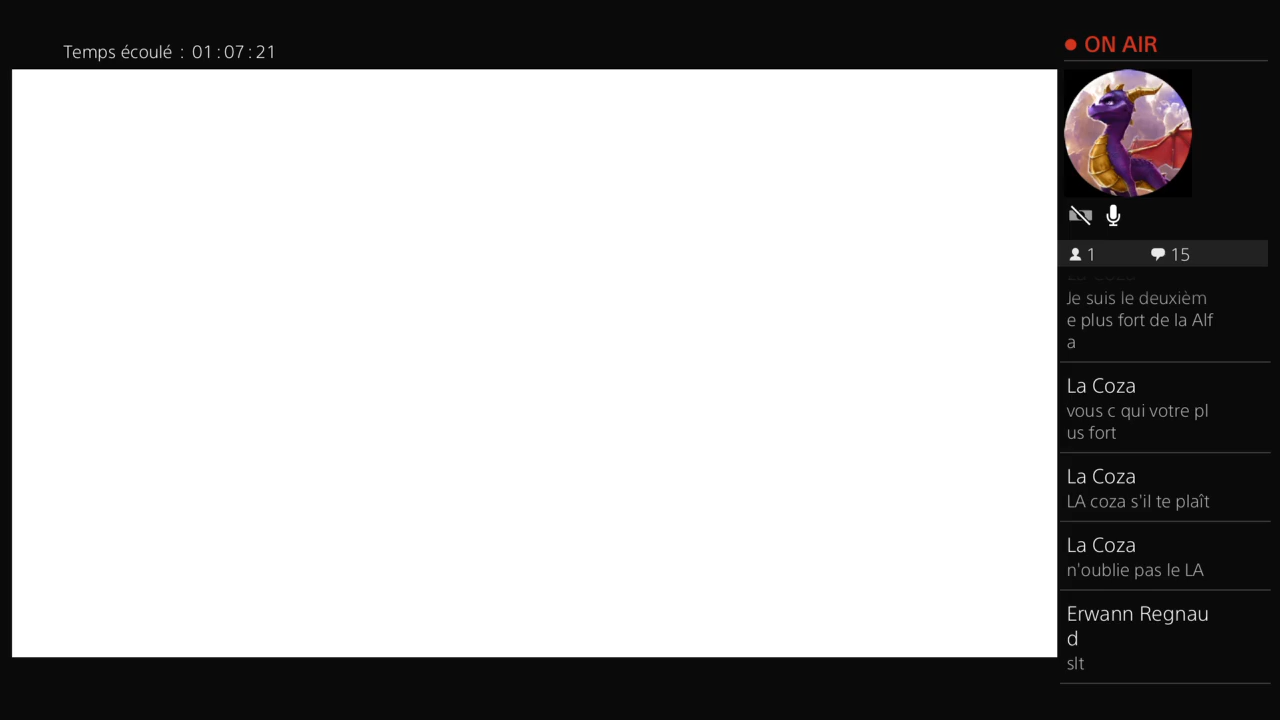 Temps écoulé : 01:07:21
ON AIR
1
15
Je suis le deuxièm
e plus fort de la Alf
a
La Coza
vous c qui votre pl
us fort
La Coza
LA coza s'il te plaît
La Coza
n'oublie pas le LA
Erwann Regnau
d
slt